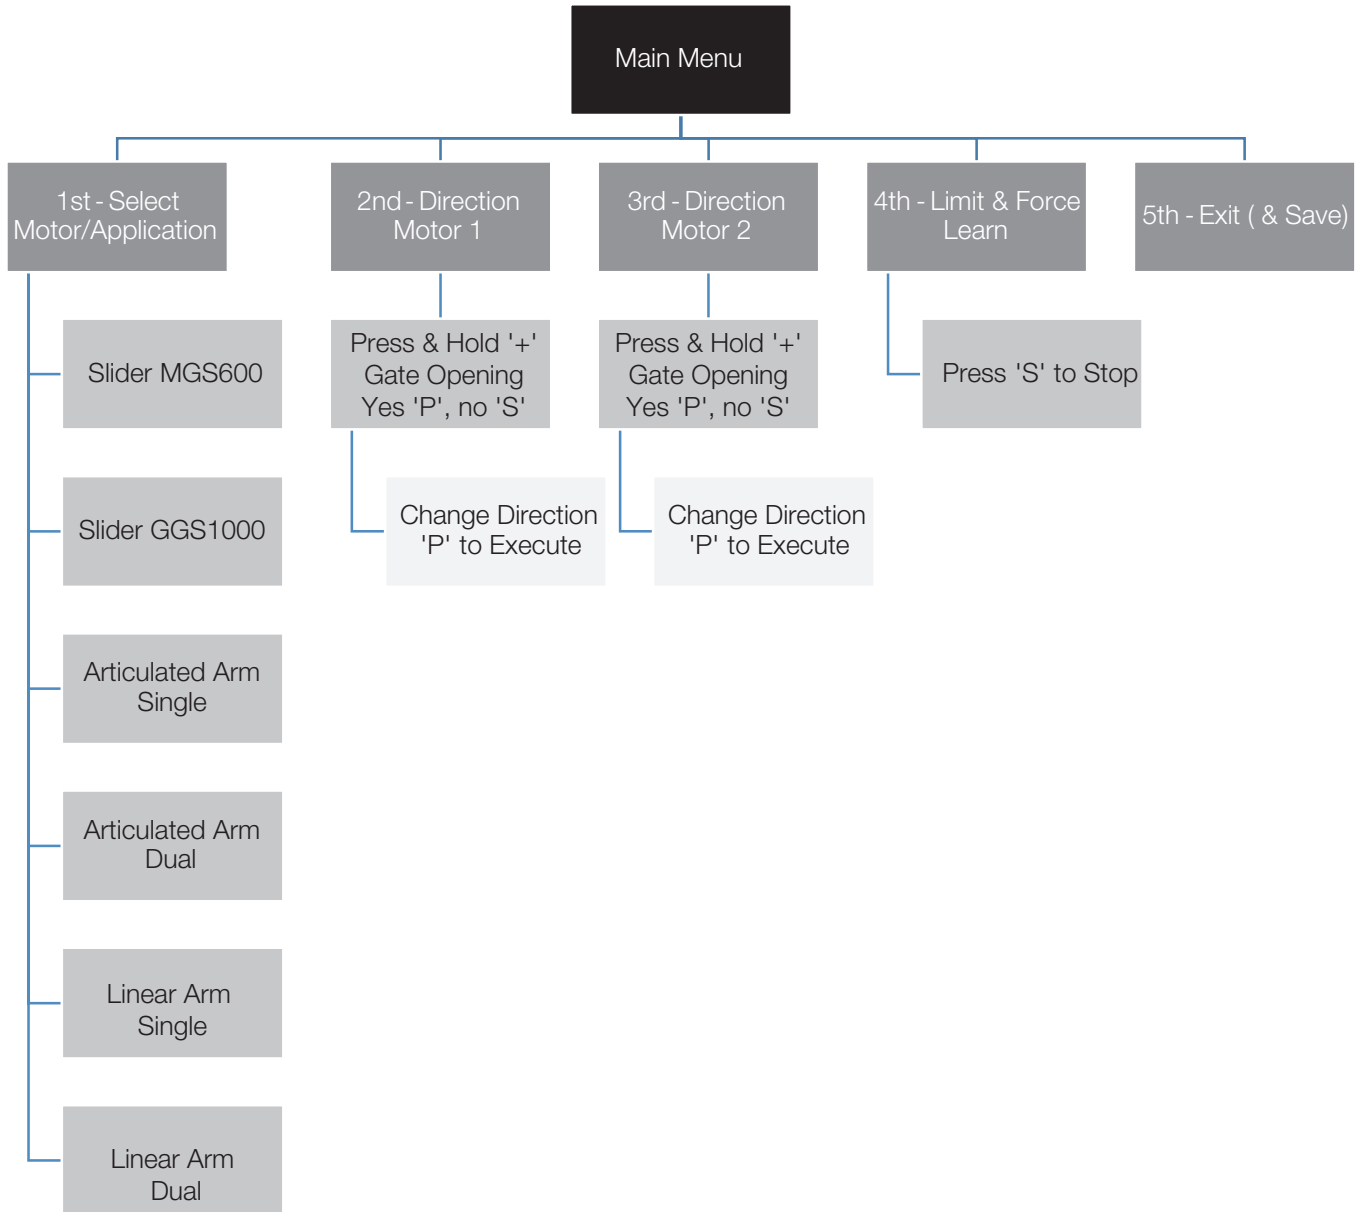 Main Menu
1st - Select
Motor/Application
2nd - Direction
Motor 1
3rd - Direction
Motor 2
4th - Limit & Force
Learn
5th - Exit ( & Save)
Slider MGS600
Slider GGS1000
Articulated Arm
Single
Articulated Arm
Dual
Linear Arm
Single
Linear Arm
Dual
Press & Hold '+'
Gate Opening
Yes 'P', no 'S'
Change Direction
'P' to Execute
Press & Hold '+'
Gate Opening
Yes 'P', no 'S'
Change Direction
'P' to Execute
Press 'S' to Stop